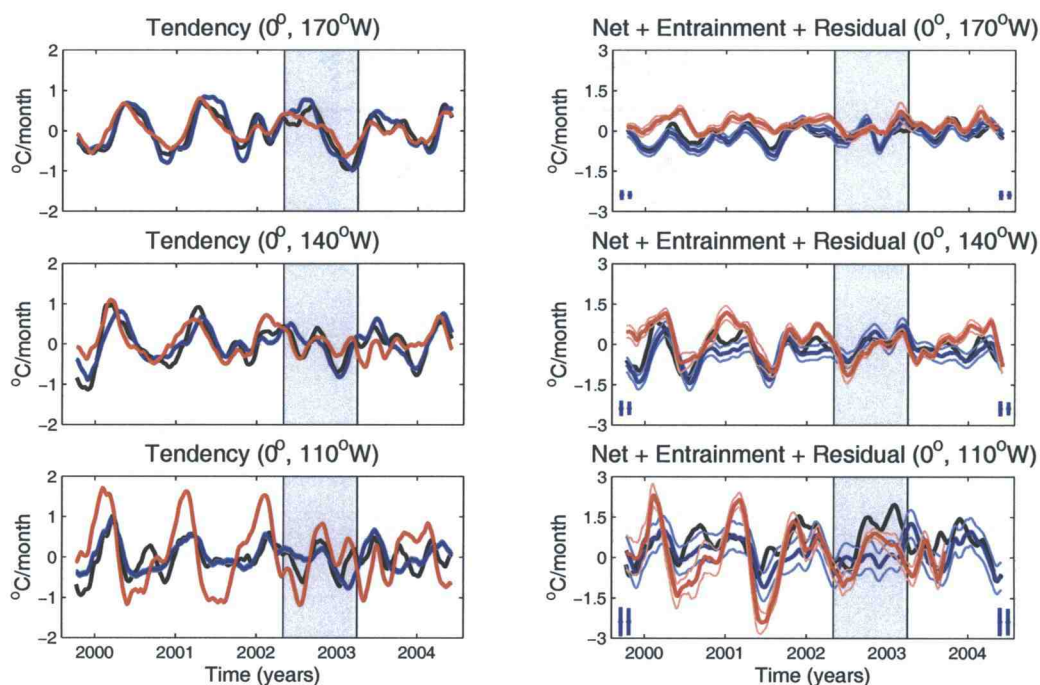 Tendency (0°, 170°W)
°C/month
2
1
0
−1
−2
Net + Entrainment + Residual (0°, 170°W)
°C/month
3
1.5
0
−1.5
−3
Tendency (0°, 140°W)
°C/month
2
1
0
−1
−2
Net + Entrainment + Residual (0°, 140°W)
°C/month
3
1.5
0
−1.5
−3
Tendency (0°, 110°W)
°C/month
2
1
0
−1
−2
2000 2001 2002 2003 2004
Time (years)
Net + Entrainment + Residual (0°, 110°W)
°C/month
3
1.5
0
−1.5
−3
2000 2001 2002 2003 2004
Time (years)